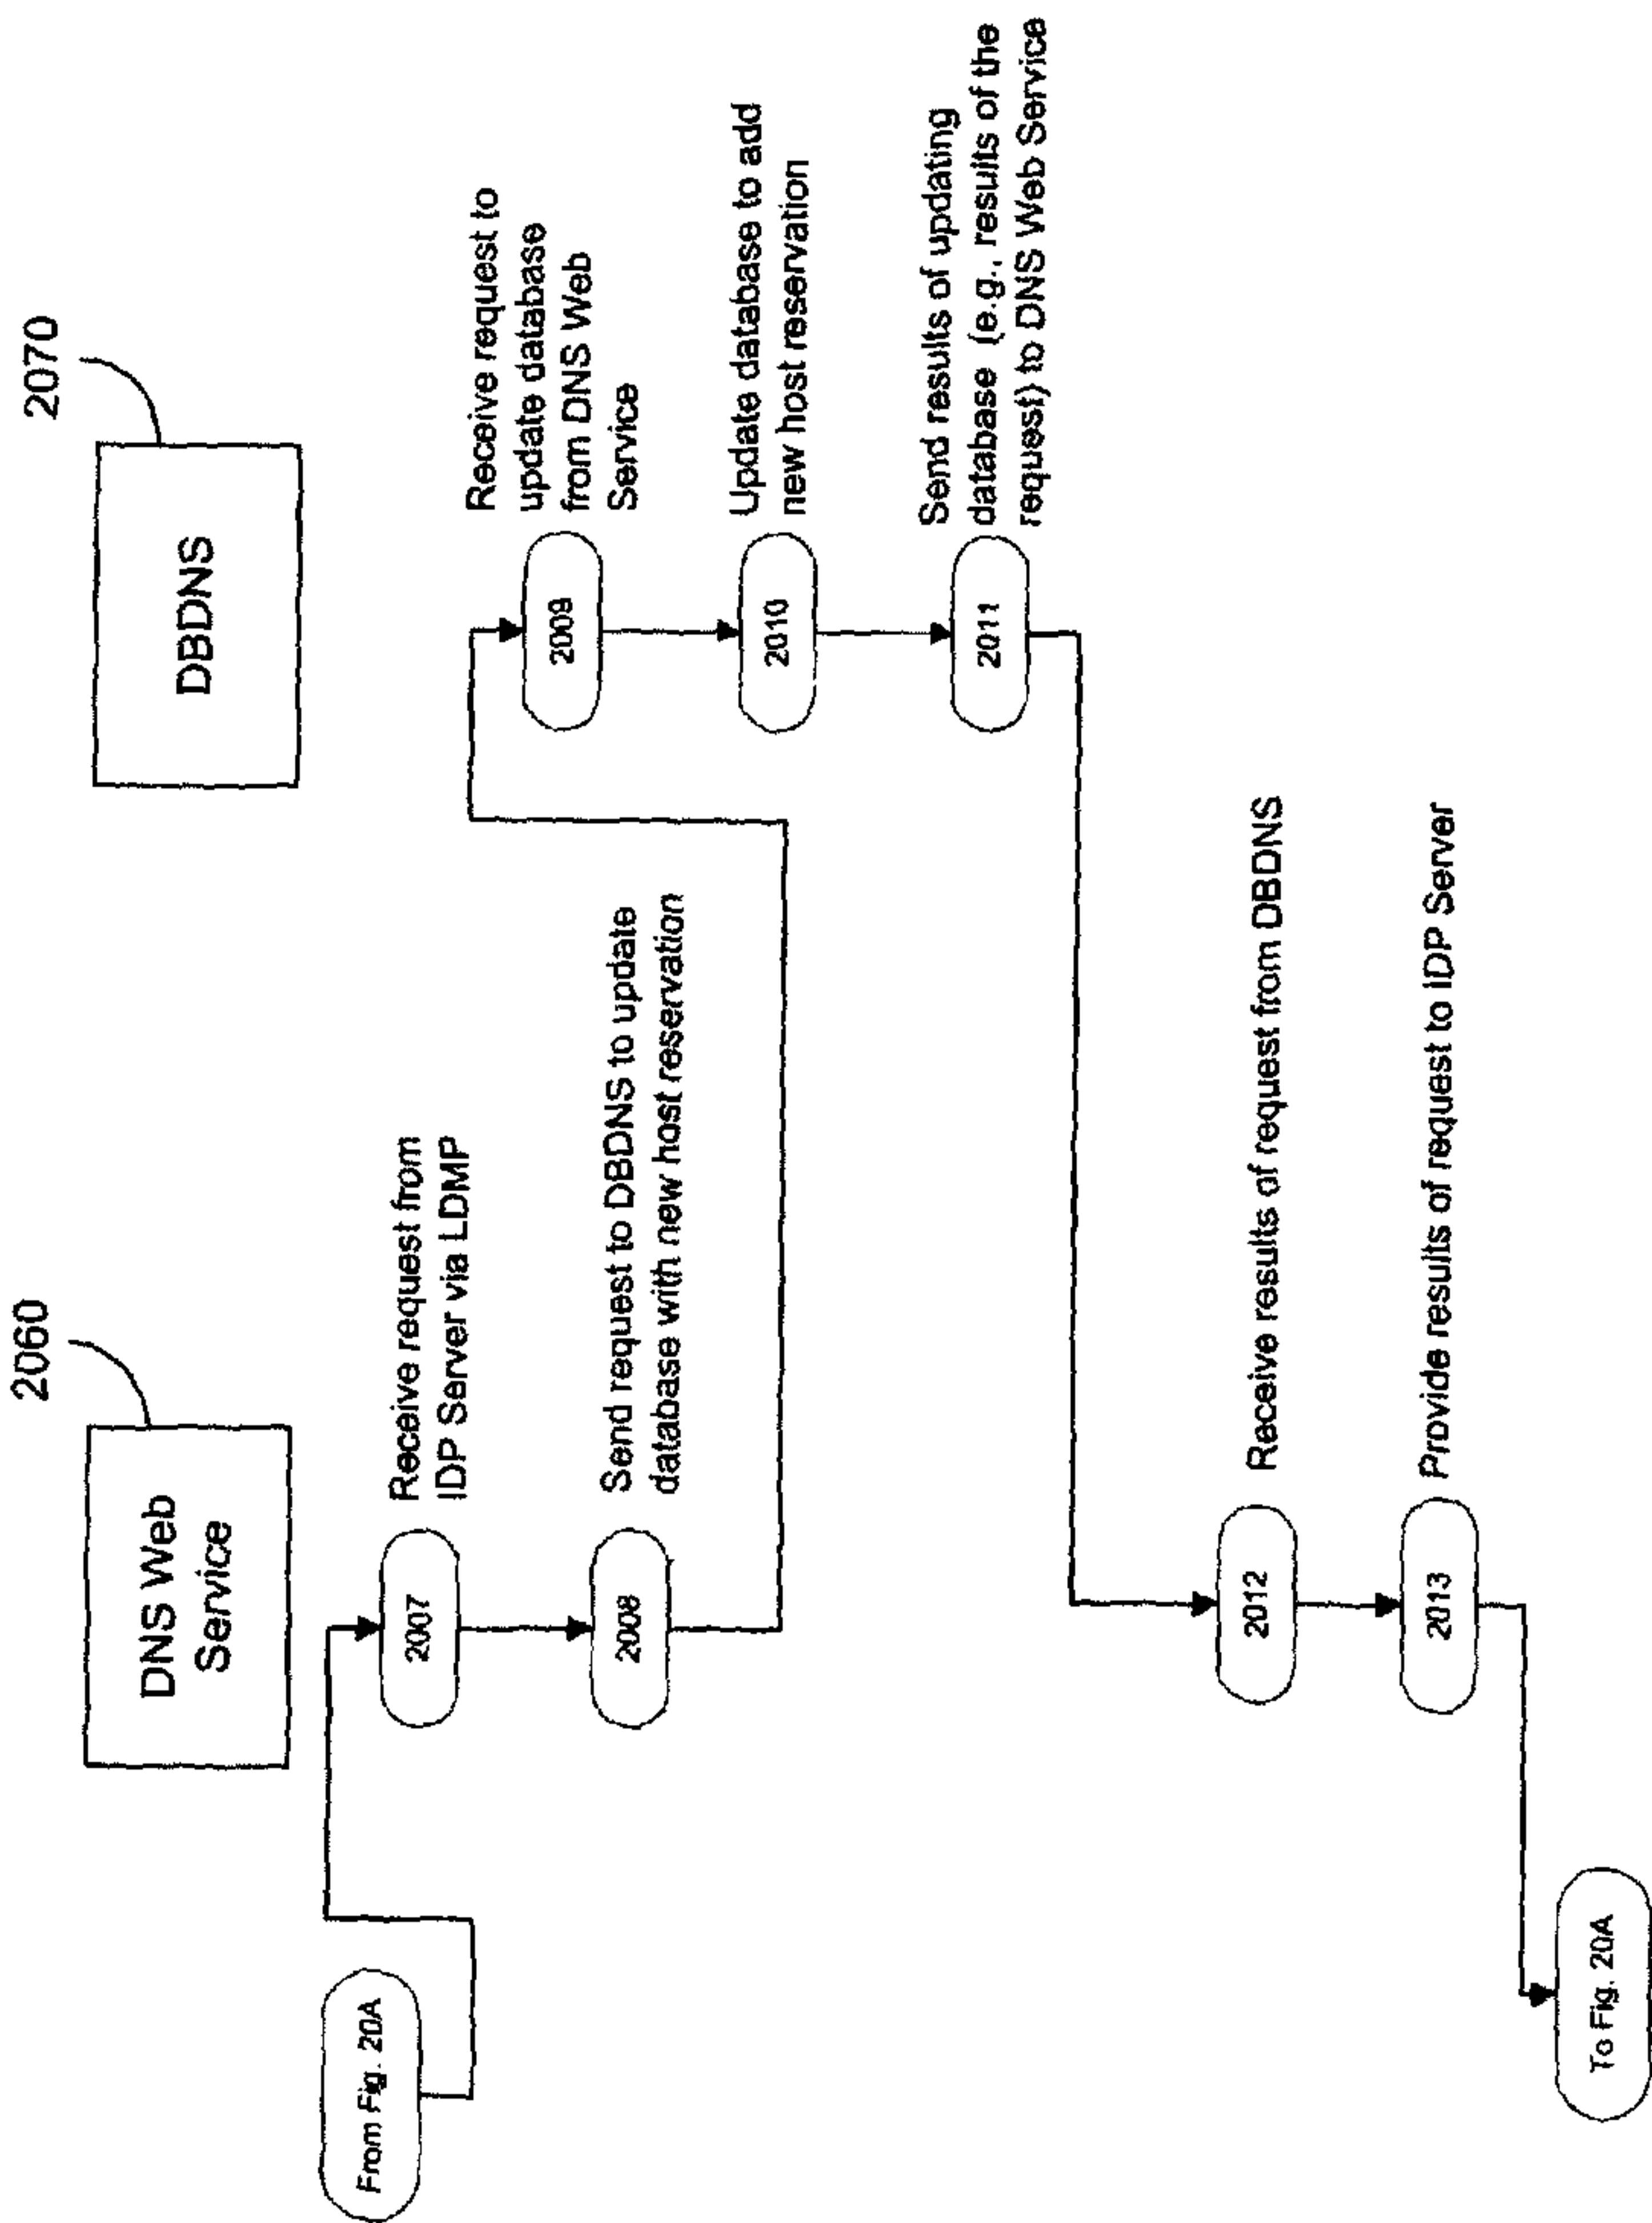 2060
2070
DNS Web
Service
DBDNS
From Fig. 20A
2007
Receive request from
IDP Server via LDMP
2008
Send request to DBDNS to update
database with new host reservation
2009
Receive request to
update database
from DNS Web
Service
2010
Update database to add
new host reservation
2011
Send results of updating
database (e.g., results of the
request) to DNS Web Service
2012
Receive results of request from DBDNS
2013
Provide results of request to IDP Server
To Fig. 20A